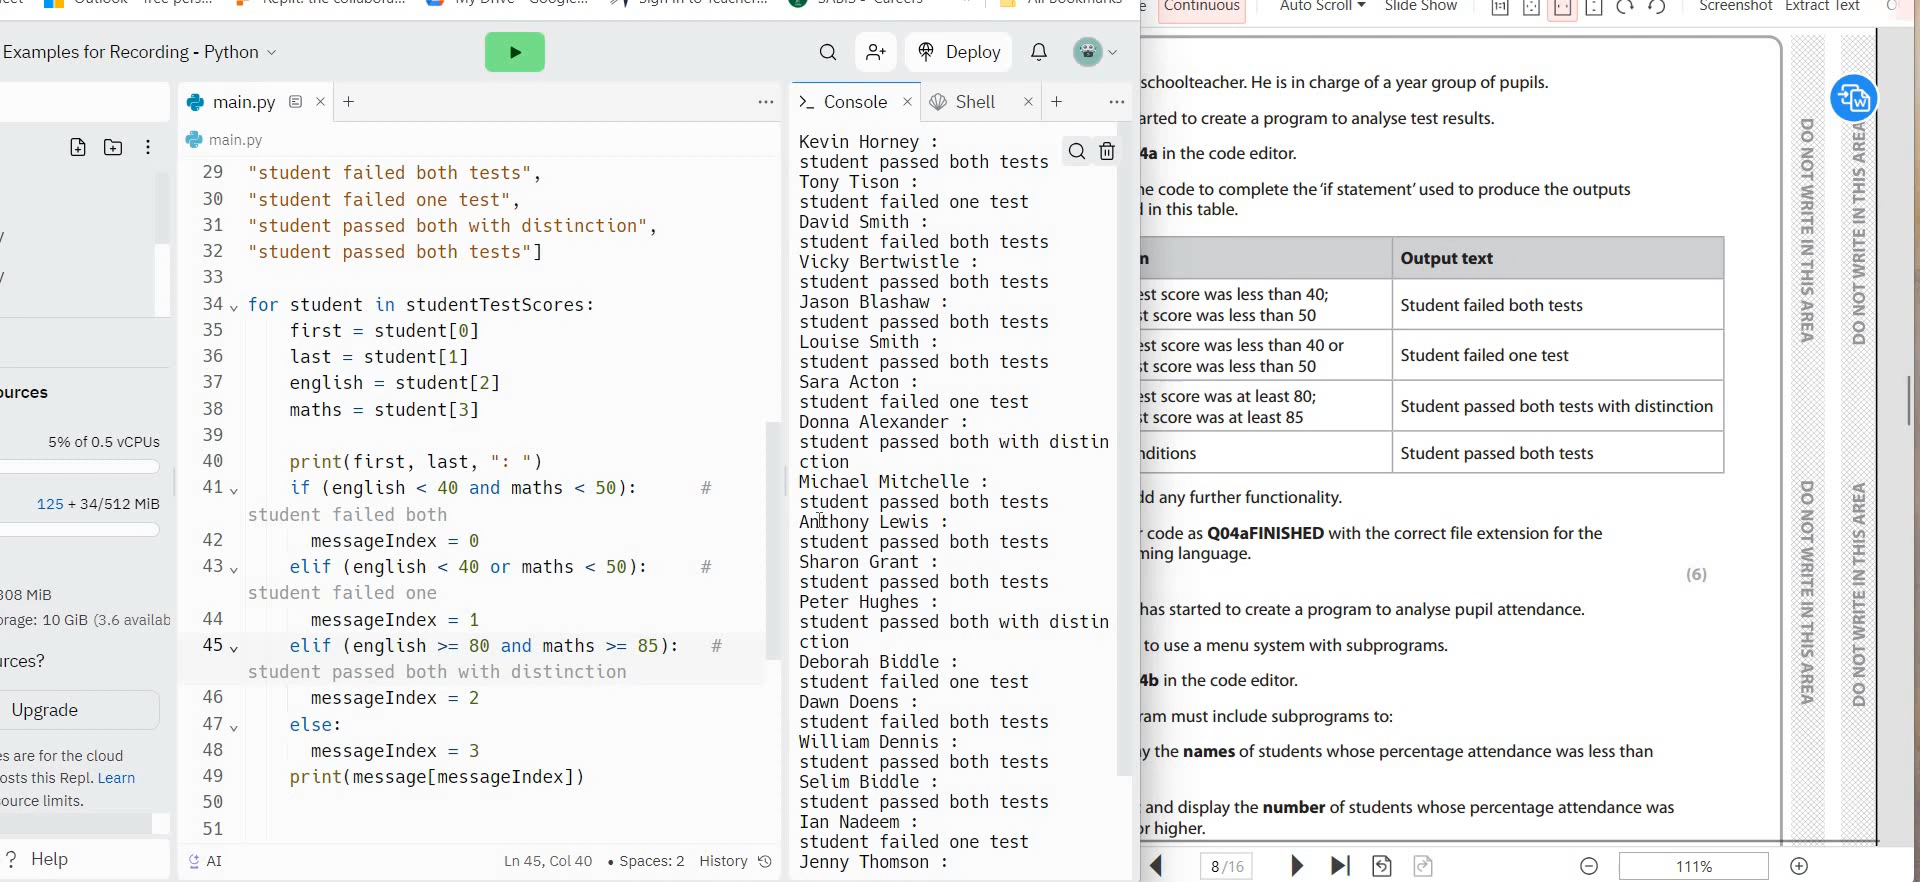 Outlook
My Drive - Google...
Sign in to Teacher...
SABIS - Careers
All Bookmarks
Continuous
Auto Scroll
Slide Show
Screenshot
Extract Text
Examples for Recording - Python
Deploy
main.py
Console
Shell
main.py
29 "student failed both tests",
30 "student failed one test",
31 "student passed both with distinction",
32 "student passed both tests"]
33
34 for student in studentTestScores:
35 first = student[0]
36 last = student[1]
37 english = student[2]
38 maths = student[3]
39
40 print(first, last, ": ")
41 if (english < 40 and maths < 50): #
student failed both
42 messageIndex = 0
43 elif (english < 40 or maths < 50): #
student failed one
44 messageIndex = 1
45 elif (english >= 80 and maths >= 85): #
student passed both with distinction
46 messageIndex = 2
47 else:
48 messageIndex = 3
49 print(message[messageIndex])
50
51
AI
Ln 45, Col 40
• Spaces: 2
History
ources
5% of 0.5 vCPUs
125 + 34/512 MiB
308 MiB
orage: 10 GiB (3.6 availab
urces?
Upgrade
es are for the cloud
osts this Repl. Learn
ource limits.
? Help
Kevin Horney :
student passed both tests
Tony Tison :
student failed one test
David Smith :
student failed both tests
Vicky Bertwistle :
student passed both tests
Jason Blashaw :
student passed both tests
Louise Smith :
student passed both tests
Sara Acton :
student failed one test
Donna Alexander :
student passed both with distin
ction
Michael Mitchelle :
student passed both tests
Anthony Lewis :
student passed both tests
Sharon Grant :
student passed both tests
Peter Hughes :
student passed both with distin
ction
Deborah Biddle :
student failed one test
Dawn Doens :
student failed both tests
William Dennis :
student passed both tests
Selim Biddle :
student passed both tests
Ian Nadeem :
student failed one test
Jenny Thomson :
schoolteacher. He is in charge of a year group of pupils.
arted to create a program to analyse test results.
4a in the code editor.
he code to complete the 'if statement' used to produce the outputs
d in this table.
n
Output text
est score was less than 40;
st score was less than 50
Student failed both tests
est score was less than 40 or
st score was less than 50
Student failed one test
est score was at least 80;
st score was at least 85
Student passed both tests with distinction
nditions
Student passed both tests
dd any further functionality.
r code as Q04aFINISHED with the correct file extension for the
ming language.
(6)
has started to create a program to analyse pupil attendance.
to use a menu system with subprograms.
4b in the code editor.
ram must include subprograms to:
y the names of students whose percentage attendance was less than
and display the number of students whose percentage attendance was
or higher.
DO NOT WRITE IN THIS AREA
DO NOT WRITE IN THIS AREA
DO NOT WRITE IN THIS AREA
DO NOT WRITE IN THIS AREA
8 /16
111%